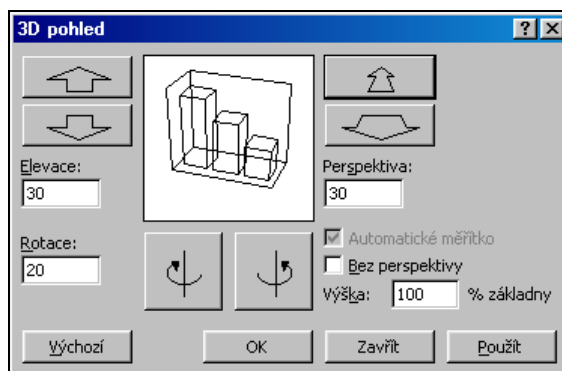 3D pohled
Elevace:
30
Perspektiva:
30
Rotace:
20
Automatické měřítko
Bez perspektivy
Výška: 100 % základny
Výchozí OK Zavřít Použít